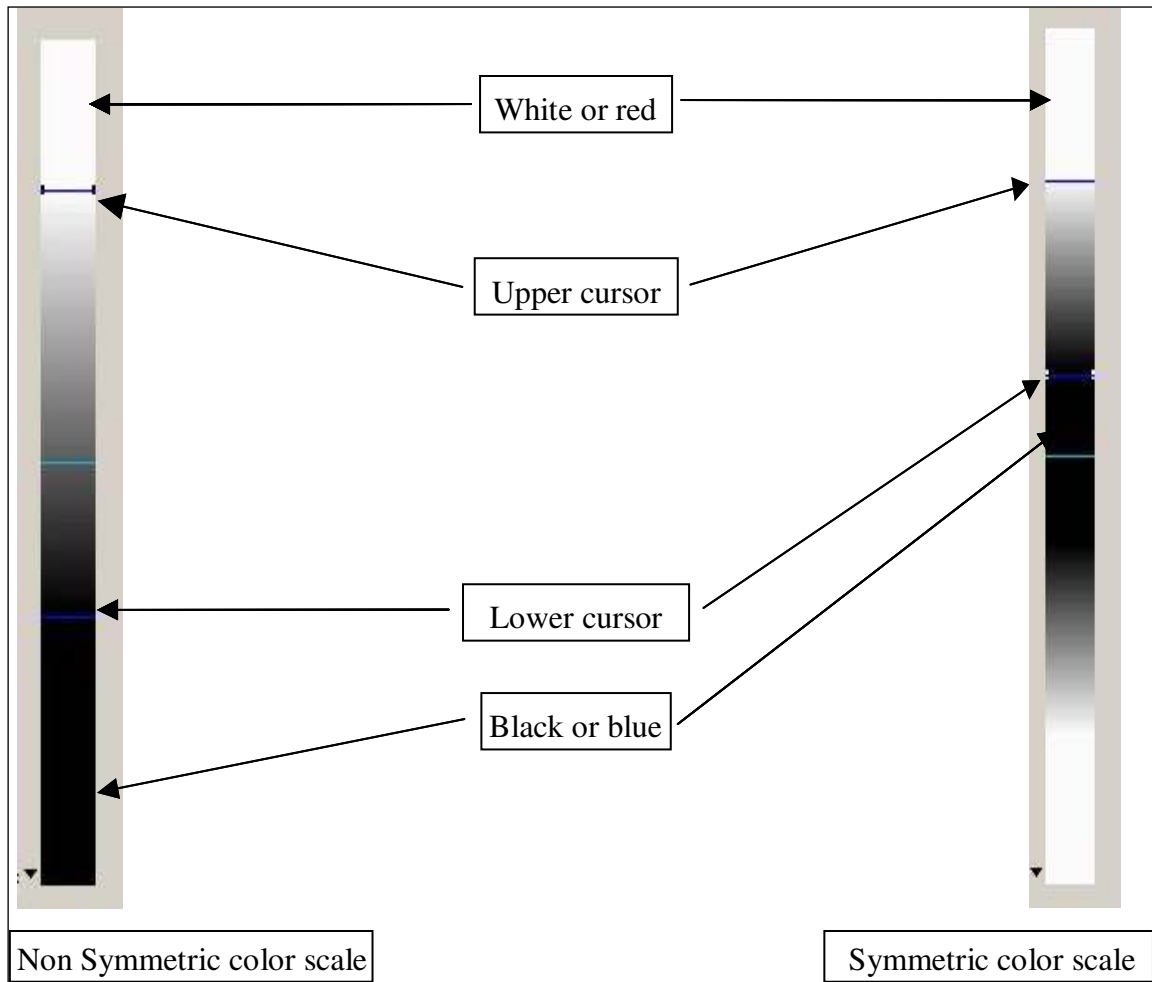 White or red
Upper cursor
Lower cursor
Black or blue
Non Symmetric color scale
Symmetric color scale